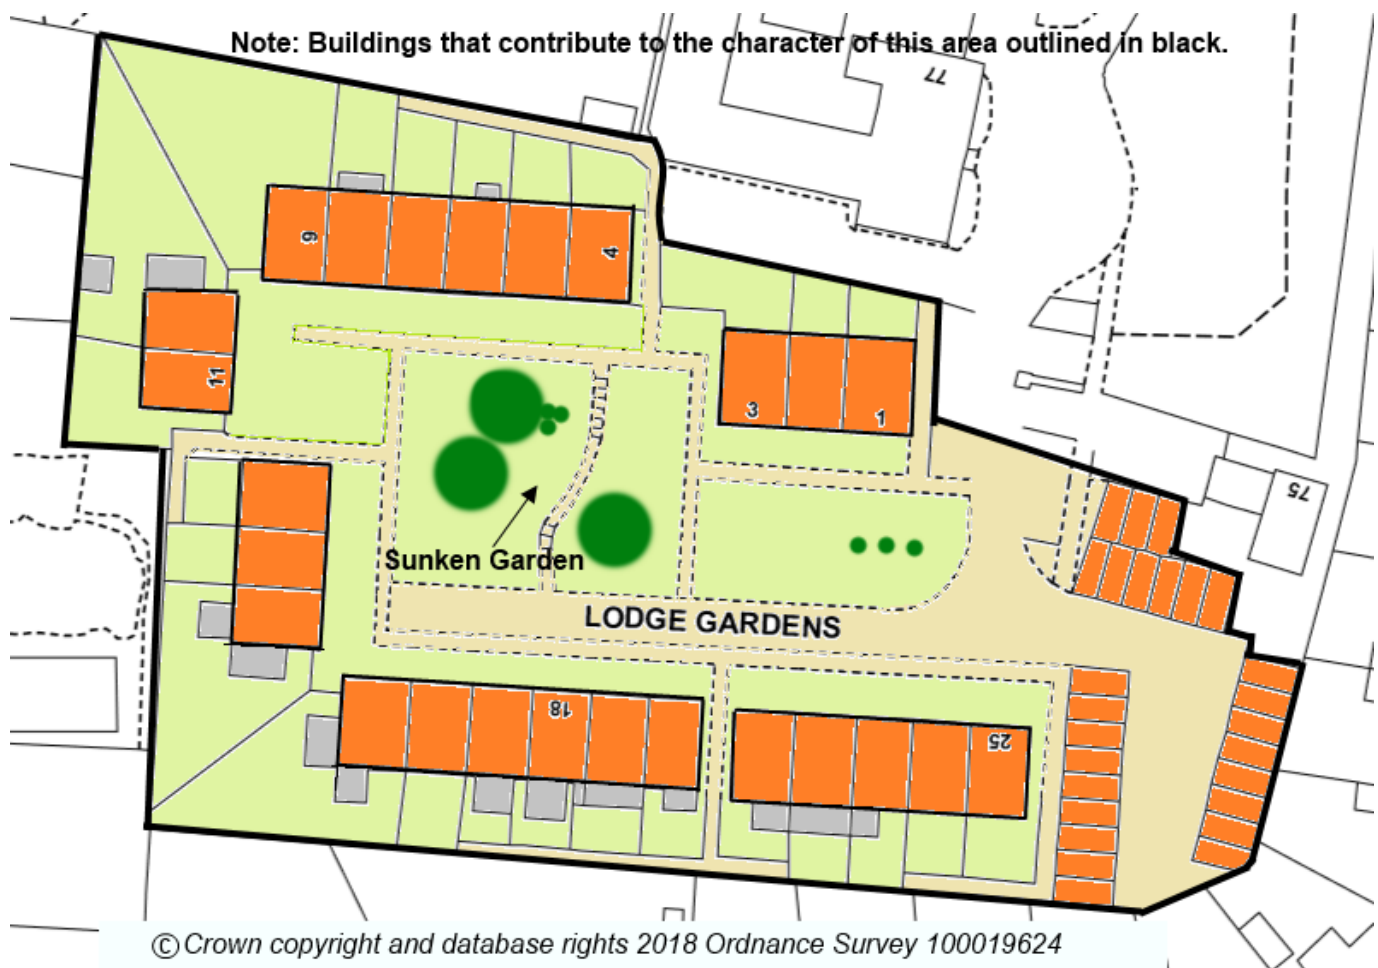 Note: Buildings that contribute to the character of this area outlined in black.
77
9
4
11
3
1
75
Sunken Garden
LODGE GARDENS
18
25
©Crown copyright and database rights 2018 Ordnance Survey 100019624